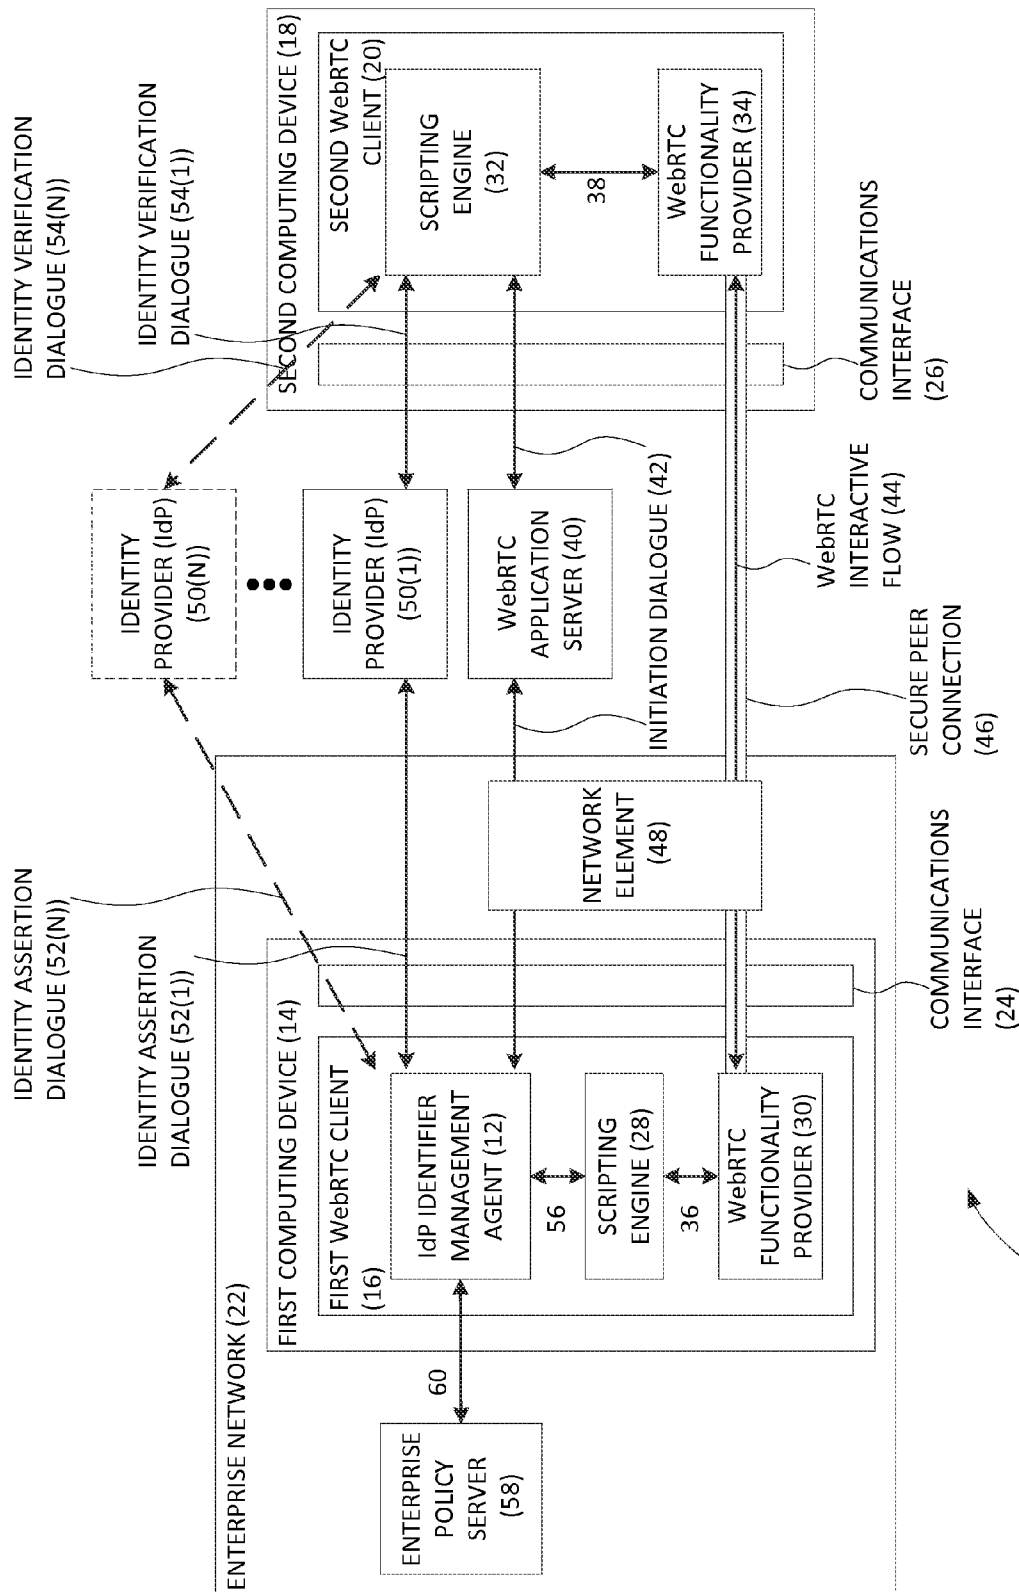 IDENTITY ASSERTION
DIALOGUE (52(N))
IDENTITY ASSERTION
DIALOGUE (52(1))
IDENTITY VERIFICATION
DIALOGUE (54(N))
IDENTITY VERIFICATION
DIALOGUE (54(1))
ENTERPRISE NETWORK (22)
ENTERPRISE
POLICY
SERVER
(58)
60
FIRST COMPUTING DEVICE (14)
FIRST WebRTC CLIENT
(16)
IdP IDENTIFIER
MANAGEMENT
AGENT (12)
56
SCRIPTING
ENGINE (28)
36
WebRTC
FUNCTIONALITY
PROVIDER (30)
COMMUNICATIONS
INTERFACE
(24)
NETWORK
ELEMENT
(48)
IDENTITY
PROVIDER (IdP)
(50(N))
IDENTITY
PROVIDER (IdP)
(50(1))
WebRTC
APPLICATION
SERVER (40)
INITIATION DIALOGUE (42)
SECURE PEER
CONNECTION
(46)
WebRTC
INTERACTIVE
FLOW (44)
SECOND COMPUTING DEVICE (18)
SECOND WebRTC
CLIENT (20)
SCRIPTING
ENGINE
(32)
38
WebRTC
FUNCTIONALITY
PROVIDER (34)
COMMUNICATIONS
INTERFACE
(26)